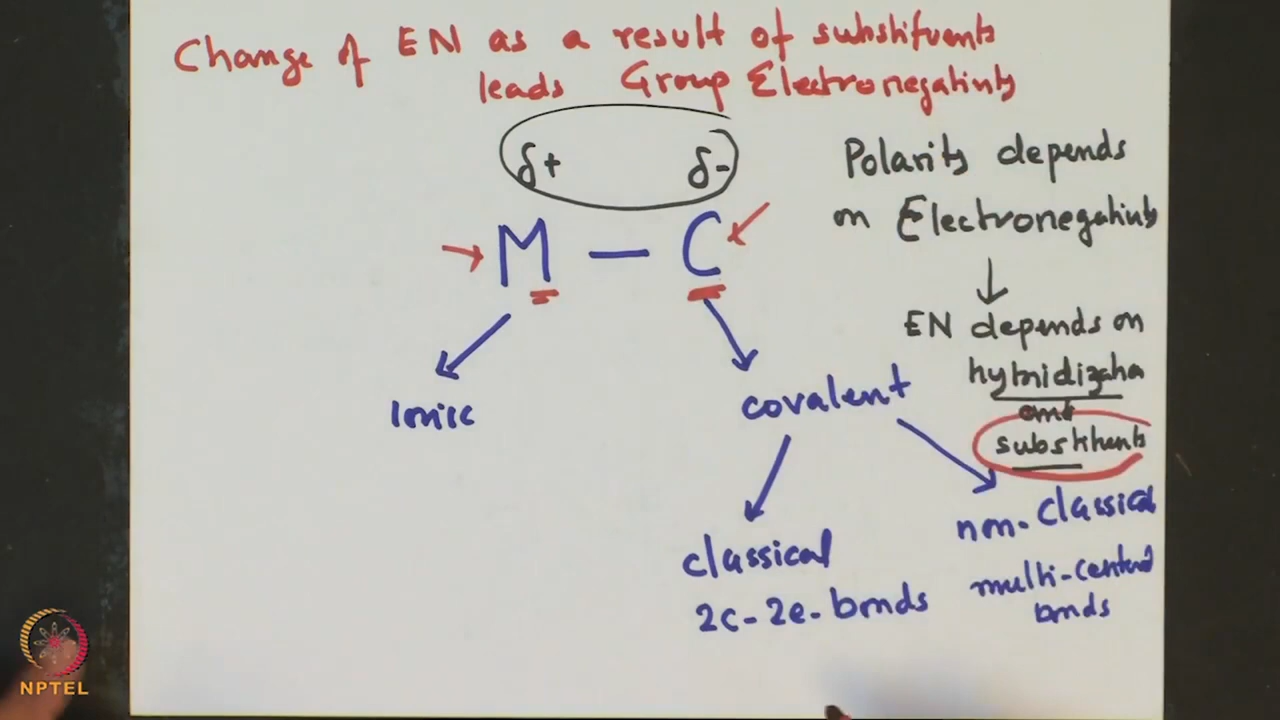 Change of EN as a result of substituents
leads Group Electronegativity
δ+ δ-
M — C
Polarity depends
on Electronegativity
EN depends on
hybridization
and
substituents
Ionic
covalent
classical
2c-2e-bonds
non-classical
multi-centered
bonds
NPTEL